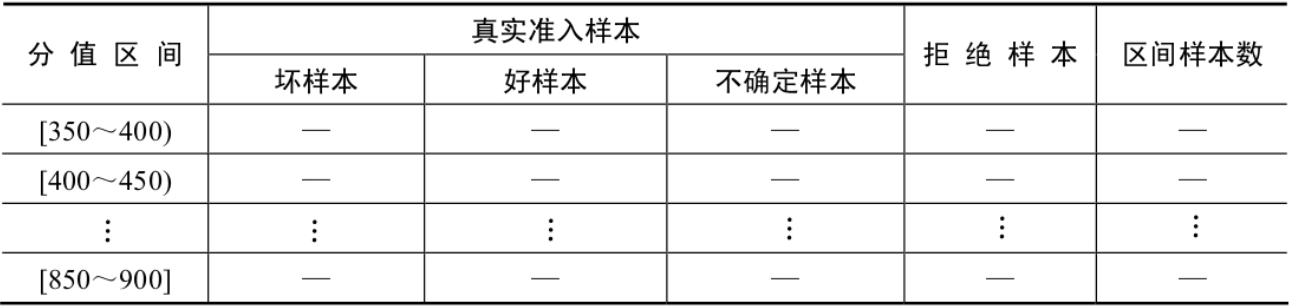 分值区间 真实准入样本 拒绝样本 区间样本数
坏样本 好样本 不确定样本
[350～400) — — — — —
[400～450) — — — — —
⋮ ⋮ ⋮ ⋮ ⋮ ⋮
[850～900] — — — — —